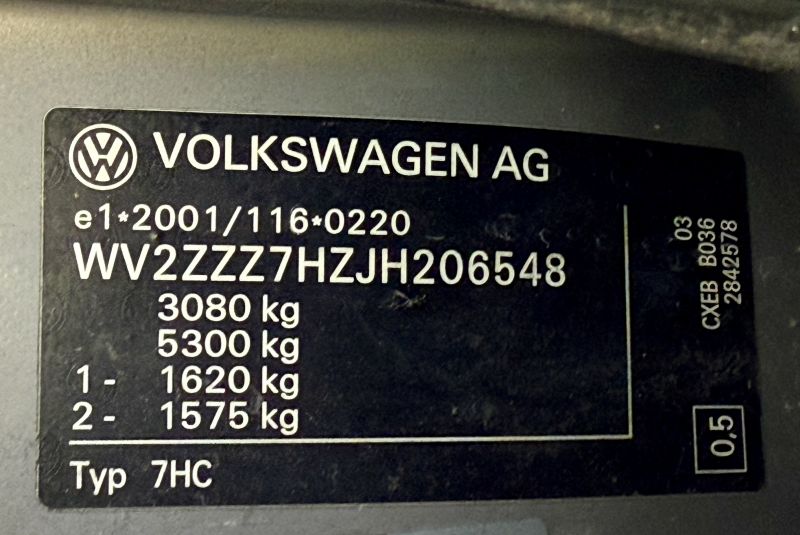 VOLKSWAGEN AG
e1*2001/116*0220
WV2ZZZ7HZJH206548
3080 kg
5300 kg
1 - 1620 kg
2 - 1575 kg
Typ 7HC
03
CXEB B036
2842578
0,5